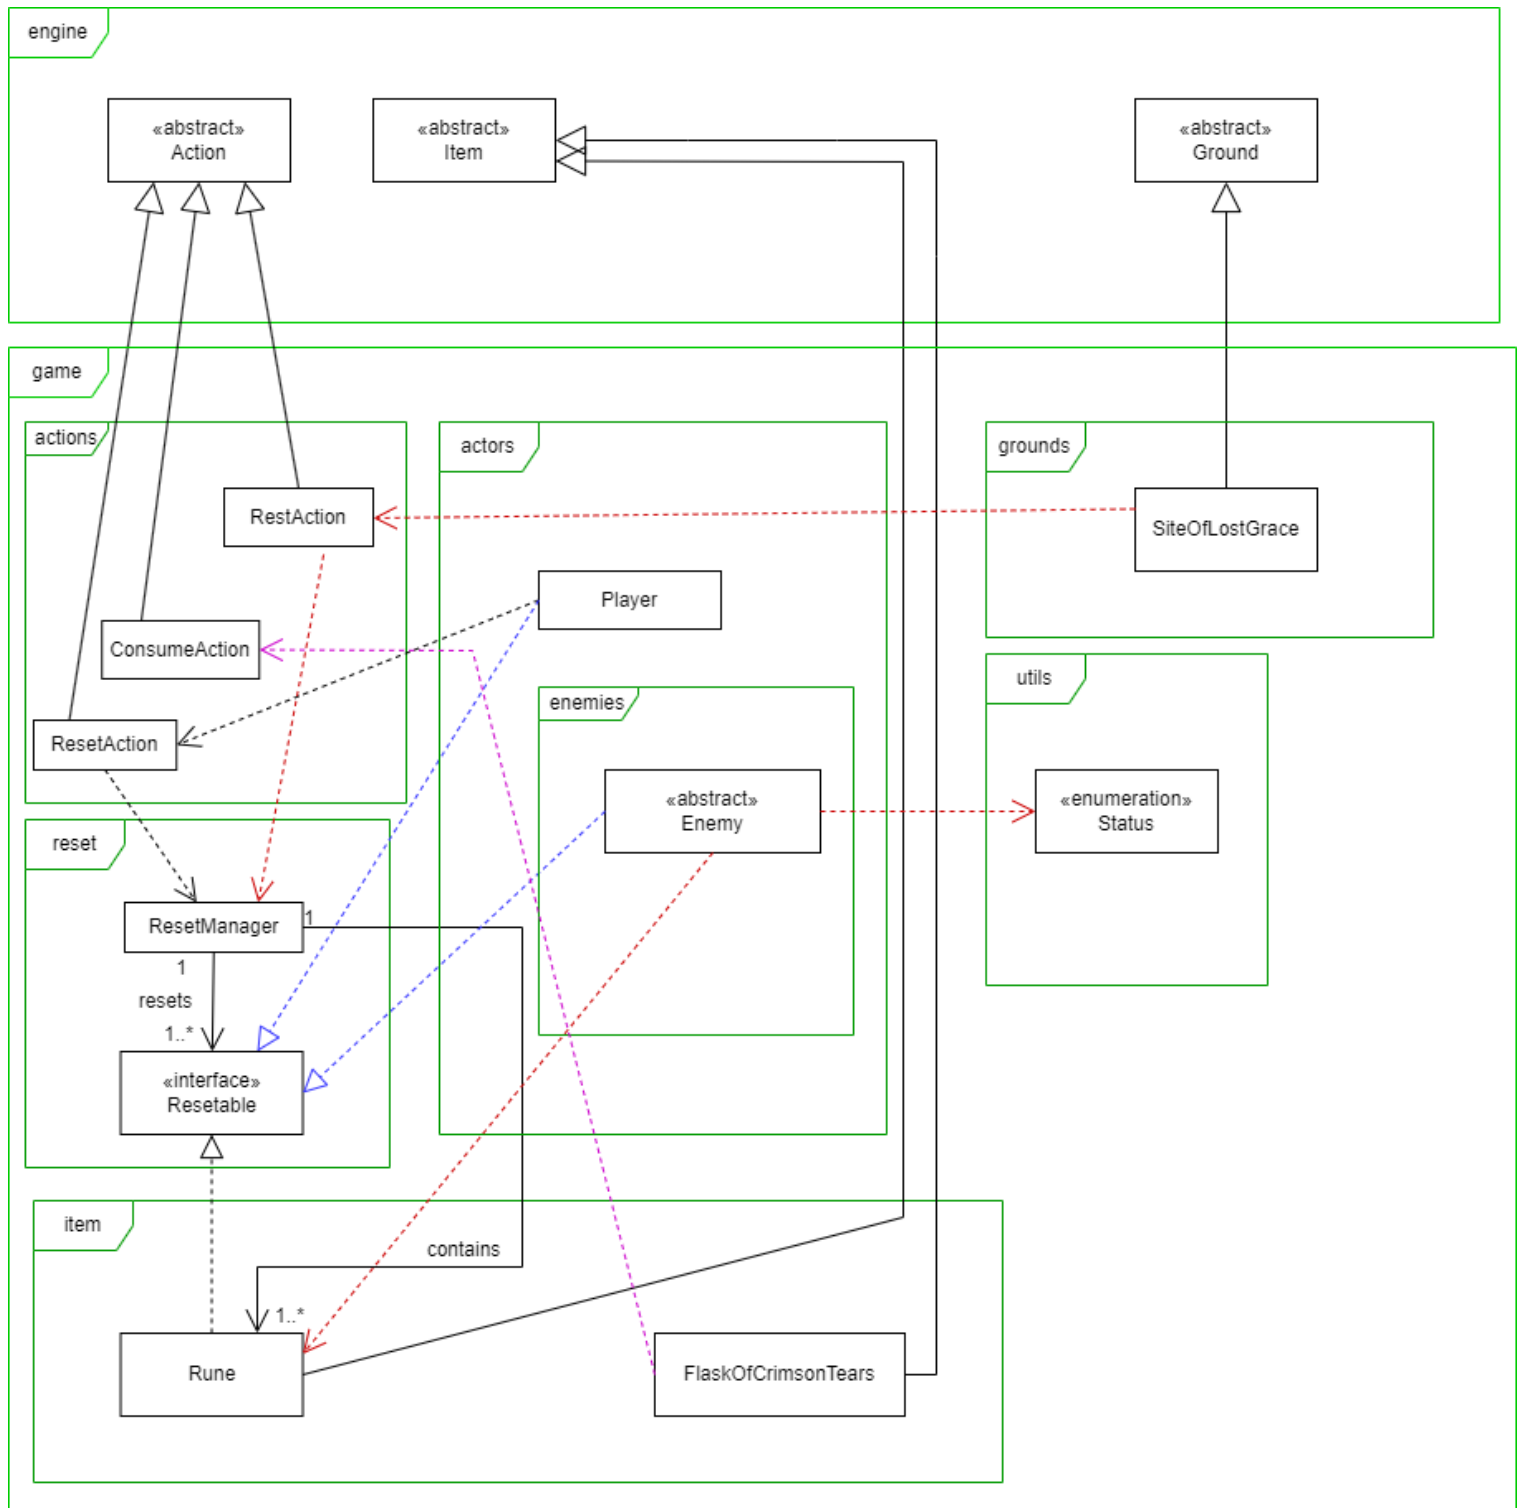 engine
«abstract»
Action
«abstract»
Item
«abstract»
Ground
game
actions
actors
grounds
RestAction
SiteOfLostGrace
Player
ConsumeAction
utils
enemies
ResetAction
«abstract»
Enemy
«enumeration»
Status
reset
ResetManager
1
1
resets
1..*
«interface»
Resetable
item
contains
1..*
Rune
FlaskOfCrimsonTears